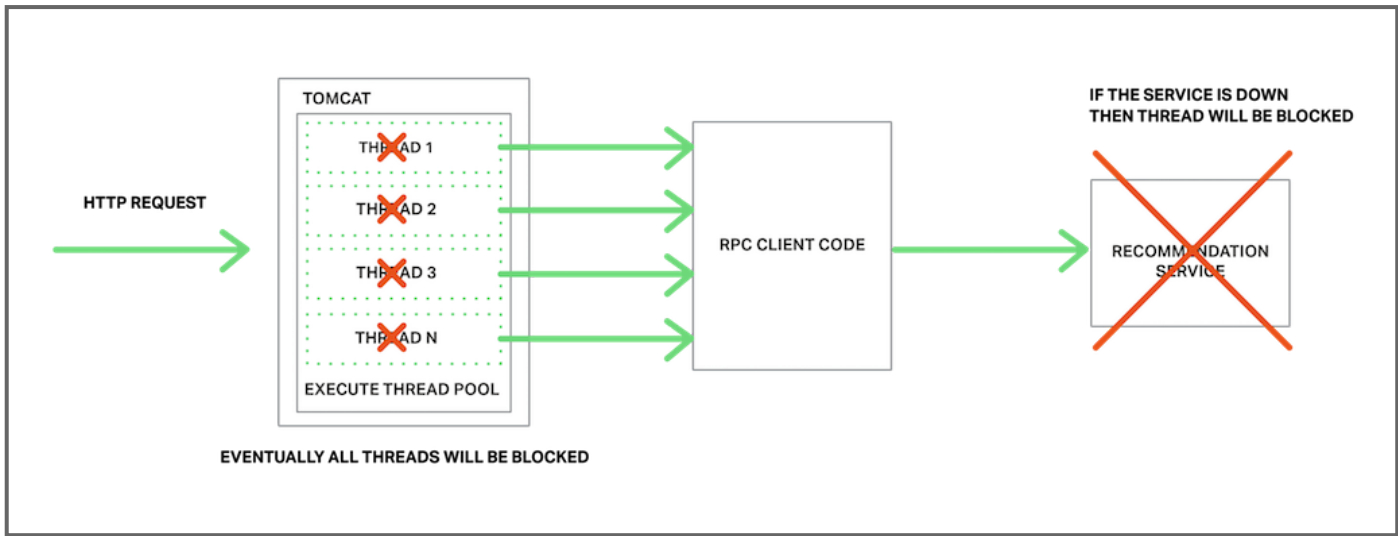 HTTP REQUEST
TOMCAT
THREAD 1
THREAD 2
THREAD 3
THREAD N
EXECUTE THREAD POOL
EVENTUALLY ALL THREADS WILL BE BLOCKED
RPC CLIENT CODE
IF THE SERVICE IS DOWN
THEN THREAD WILL BE BLOCKED
RECOMMENDATION
SERVICE